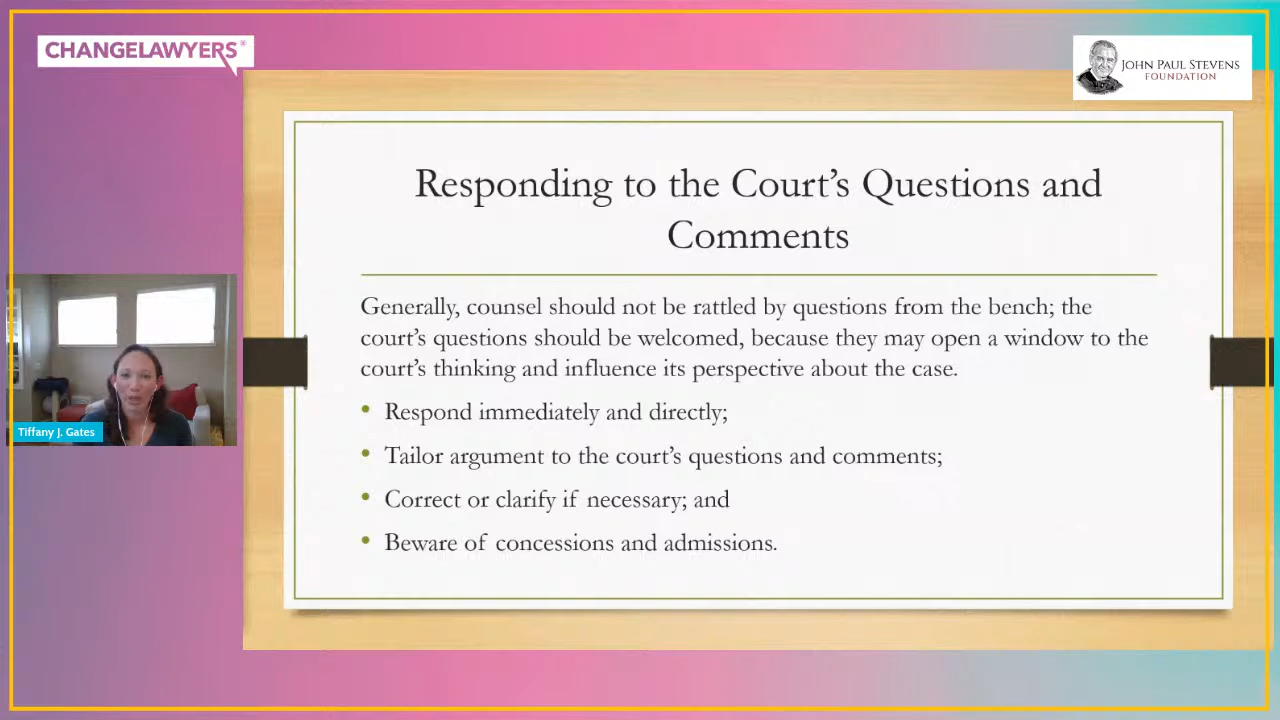 CHANGELAWYERS®
JOHN PAUL STEVENS
FOUNDATION
Responding to the Court’s Questions and
Comments
Generally, counsel should not be rattled by questions from the bench; the
court’s questions should be welcomed, because they may open a window to the
court’s thinking and influence its perspective about the case.
• Respond immediately and directly;
• Tailor argument to the court’s questions and comments;
• Correct or clarify if necessary; and
• Beware of concessions and admissions.
Tiffany J. Gates